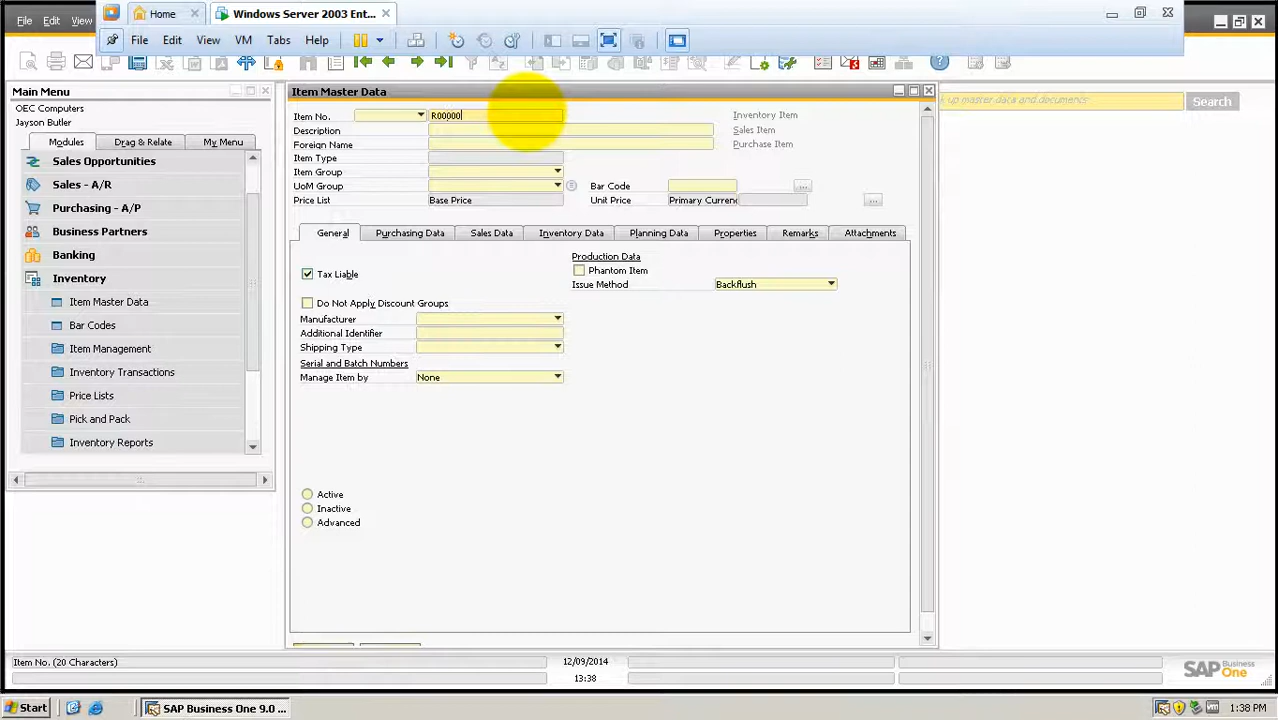 File Edit View
Home
Windows Server 2003 Ent...
File Edit View VM Tabs Help
Main Menu
OEC Computers
Jayson Butler
Modules Drag & Relate My Menu
Sales Opportunities
Sales - A/R
Purchasing - A/P
Business Partners
Banking
Inventory
Item Master Data
Bar Codes
Item Management
Inventory Transactions
Price Lists
Pick and Pack
Inventory Reports
Item Master Data
Item No. R00000
Description
Foreign Name
Item Type
Item Group
UoM Group
Price List Base Price
Inventory Item
Sales Item
Purchase Item
Bar Code ...
Unit Price Primary Curren ...
General Purchasing Data Sales Data Inventory Data Planning Data Properties Remarks Attachments
Tax Liable
Do Not Apply Discount Groups
Manufacturer
Additional Identifier
Shipping Type
Serial and Batch Numbers
Manage Item by None
Production Data
Phantom Item
Issue Method Backflush
Active
Inactive
Advanced
k up master data and documents
Search
Item No. (20 Characters)
12/09/2014
13:38
SAP Business One
Start
SAP Business One 9.0 ...
1:38 PM